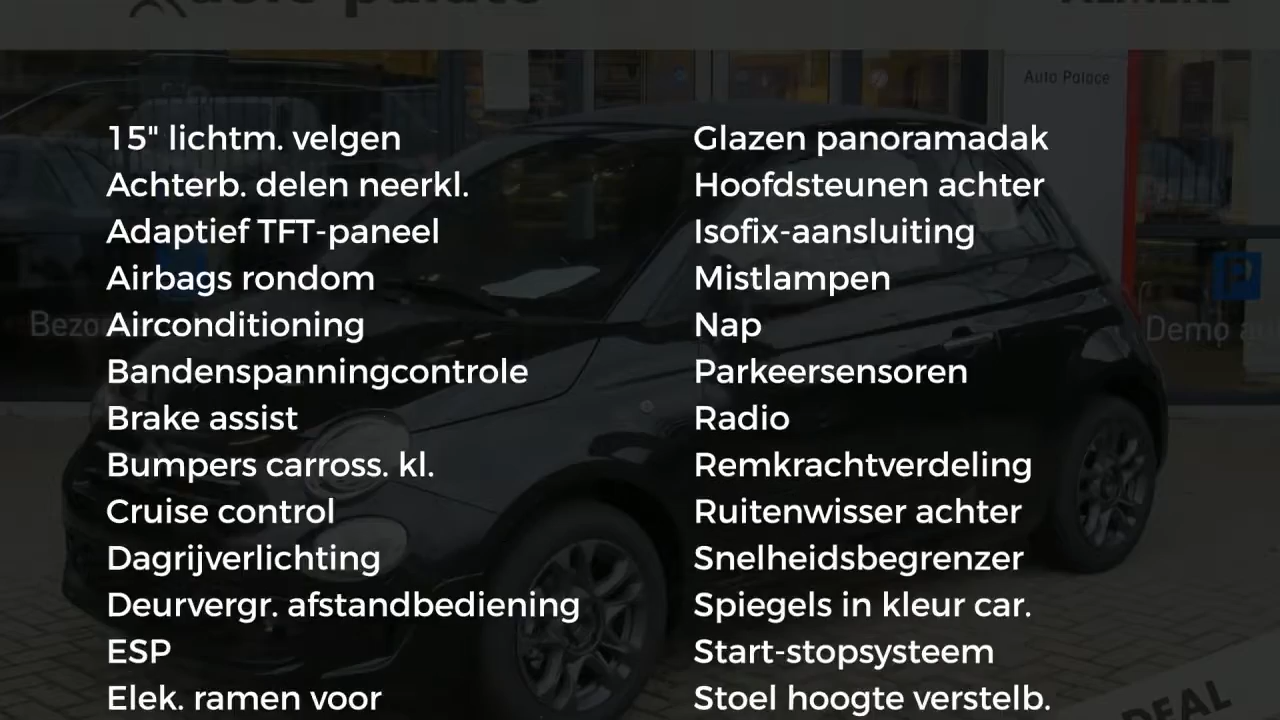 Auto Palace
15" lichtm. velgen
Achterb. delen neerkl.
Adaptief TFT-paneel
Airbags rondom
Airconditioning
Bandenspanningcontrole
Brake assist
Bumpers carross. kl.
Cruise control
Dagrijverlichting
Deurvergr. afstandbediening
ESP
Elek. ramen voor
Glazen panoramadak
Hoofdsteunen achter
Isofix-aansluiting
Mistlampen
Nap
Parkeersensoren
Radio
Remkrachtverdeling
Ruitenwisser achter
Snelheidsbegrenzer
Spiegels in kleur car.
Start-stopsysteem
Stoel hoogte verstelb.
P
Demo
DEAL